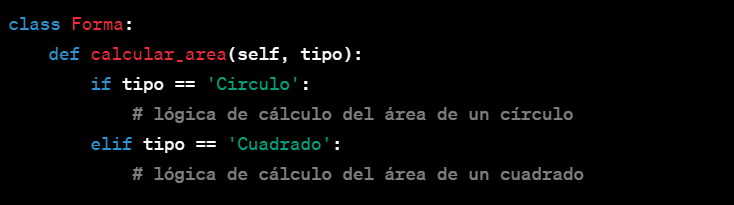 class Forma:
    def calcular_area(self, tipo):
        if tipo == 'Circulo':
            # lógica de cálculo del área de un círculo
        elif tipo == 'Cuadrado':
            # lógica de cálculo del área de un cuadrado